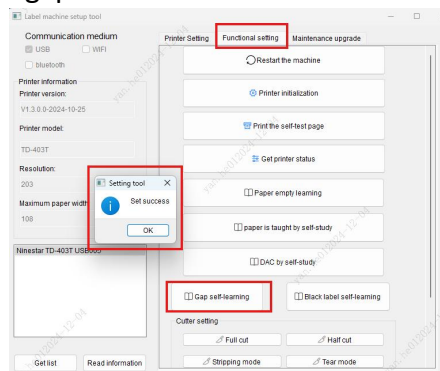 Label machine setup tool
Communication medium
USB
WIFI
bluetooth
Printer information
Printer version:
V1.3.0.0-2024-10-25
Printer model:
TD-403T
Resolution:
203
Maximum paper width
108
Ninestar TD-403T USB005
Get list
Read information
Printer Setting
Functional setting
Maintenance upgrade
Restart the machine
Printer initialization
Print the self-test page
Get printer status
Paper empty learning
paper is taught by self-study
DAC by self-study
Gap self-learning
Black label self-learning
Cutter setting
Full cut
Half cut
Stripping mode
Tear mode
Setting tool
Set success
OK